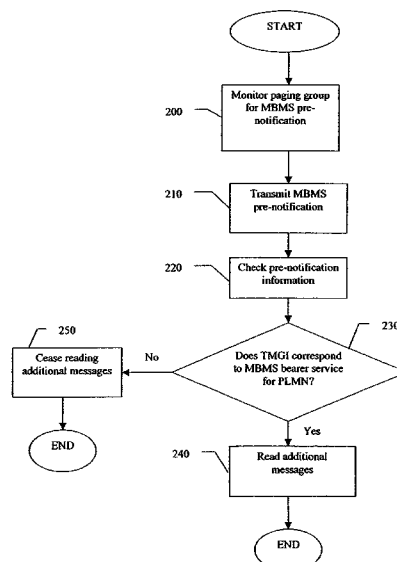 START
200
Monitor paging group
for MBMS pre-
notification
210
Transmit MBMS
pre-notification
220
Check pre-notification
information
230
Does TMGI correspond
to MBMS bearer service
for PLMN?
No
250
Cease reading
additional messages
END
Yes
240
Read additional
messages
END